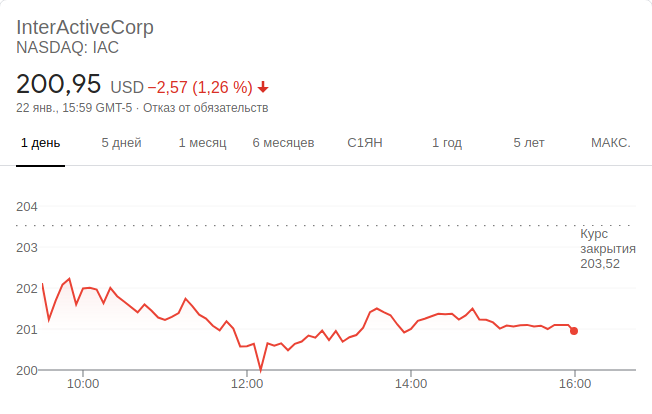 InterActiveCorp
NASDAQ: IAC
200,95 USD −2,57 (1,26 %)
22 янв., 15:59 GMT-5 · Отказ от обязательств
1 день 5 дней 1 месяц 6 месяцев С1ЯН 1 год 5 лет МАКС.
204
Курс
закрытия
203,52
203
202
201
200
10:00 12:00 14:00 16:00